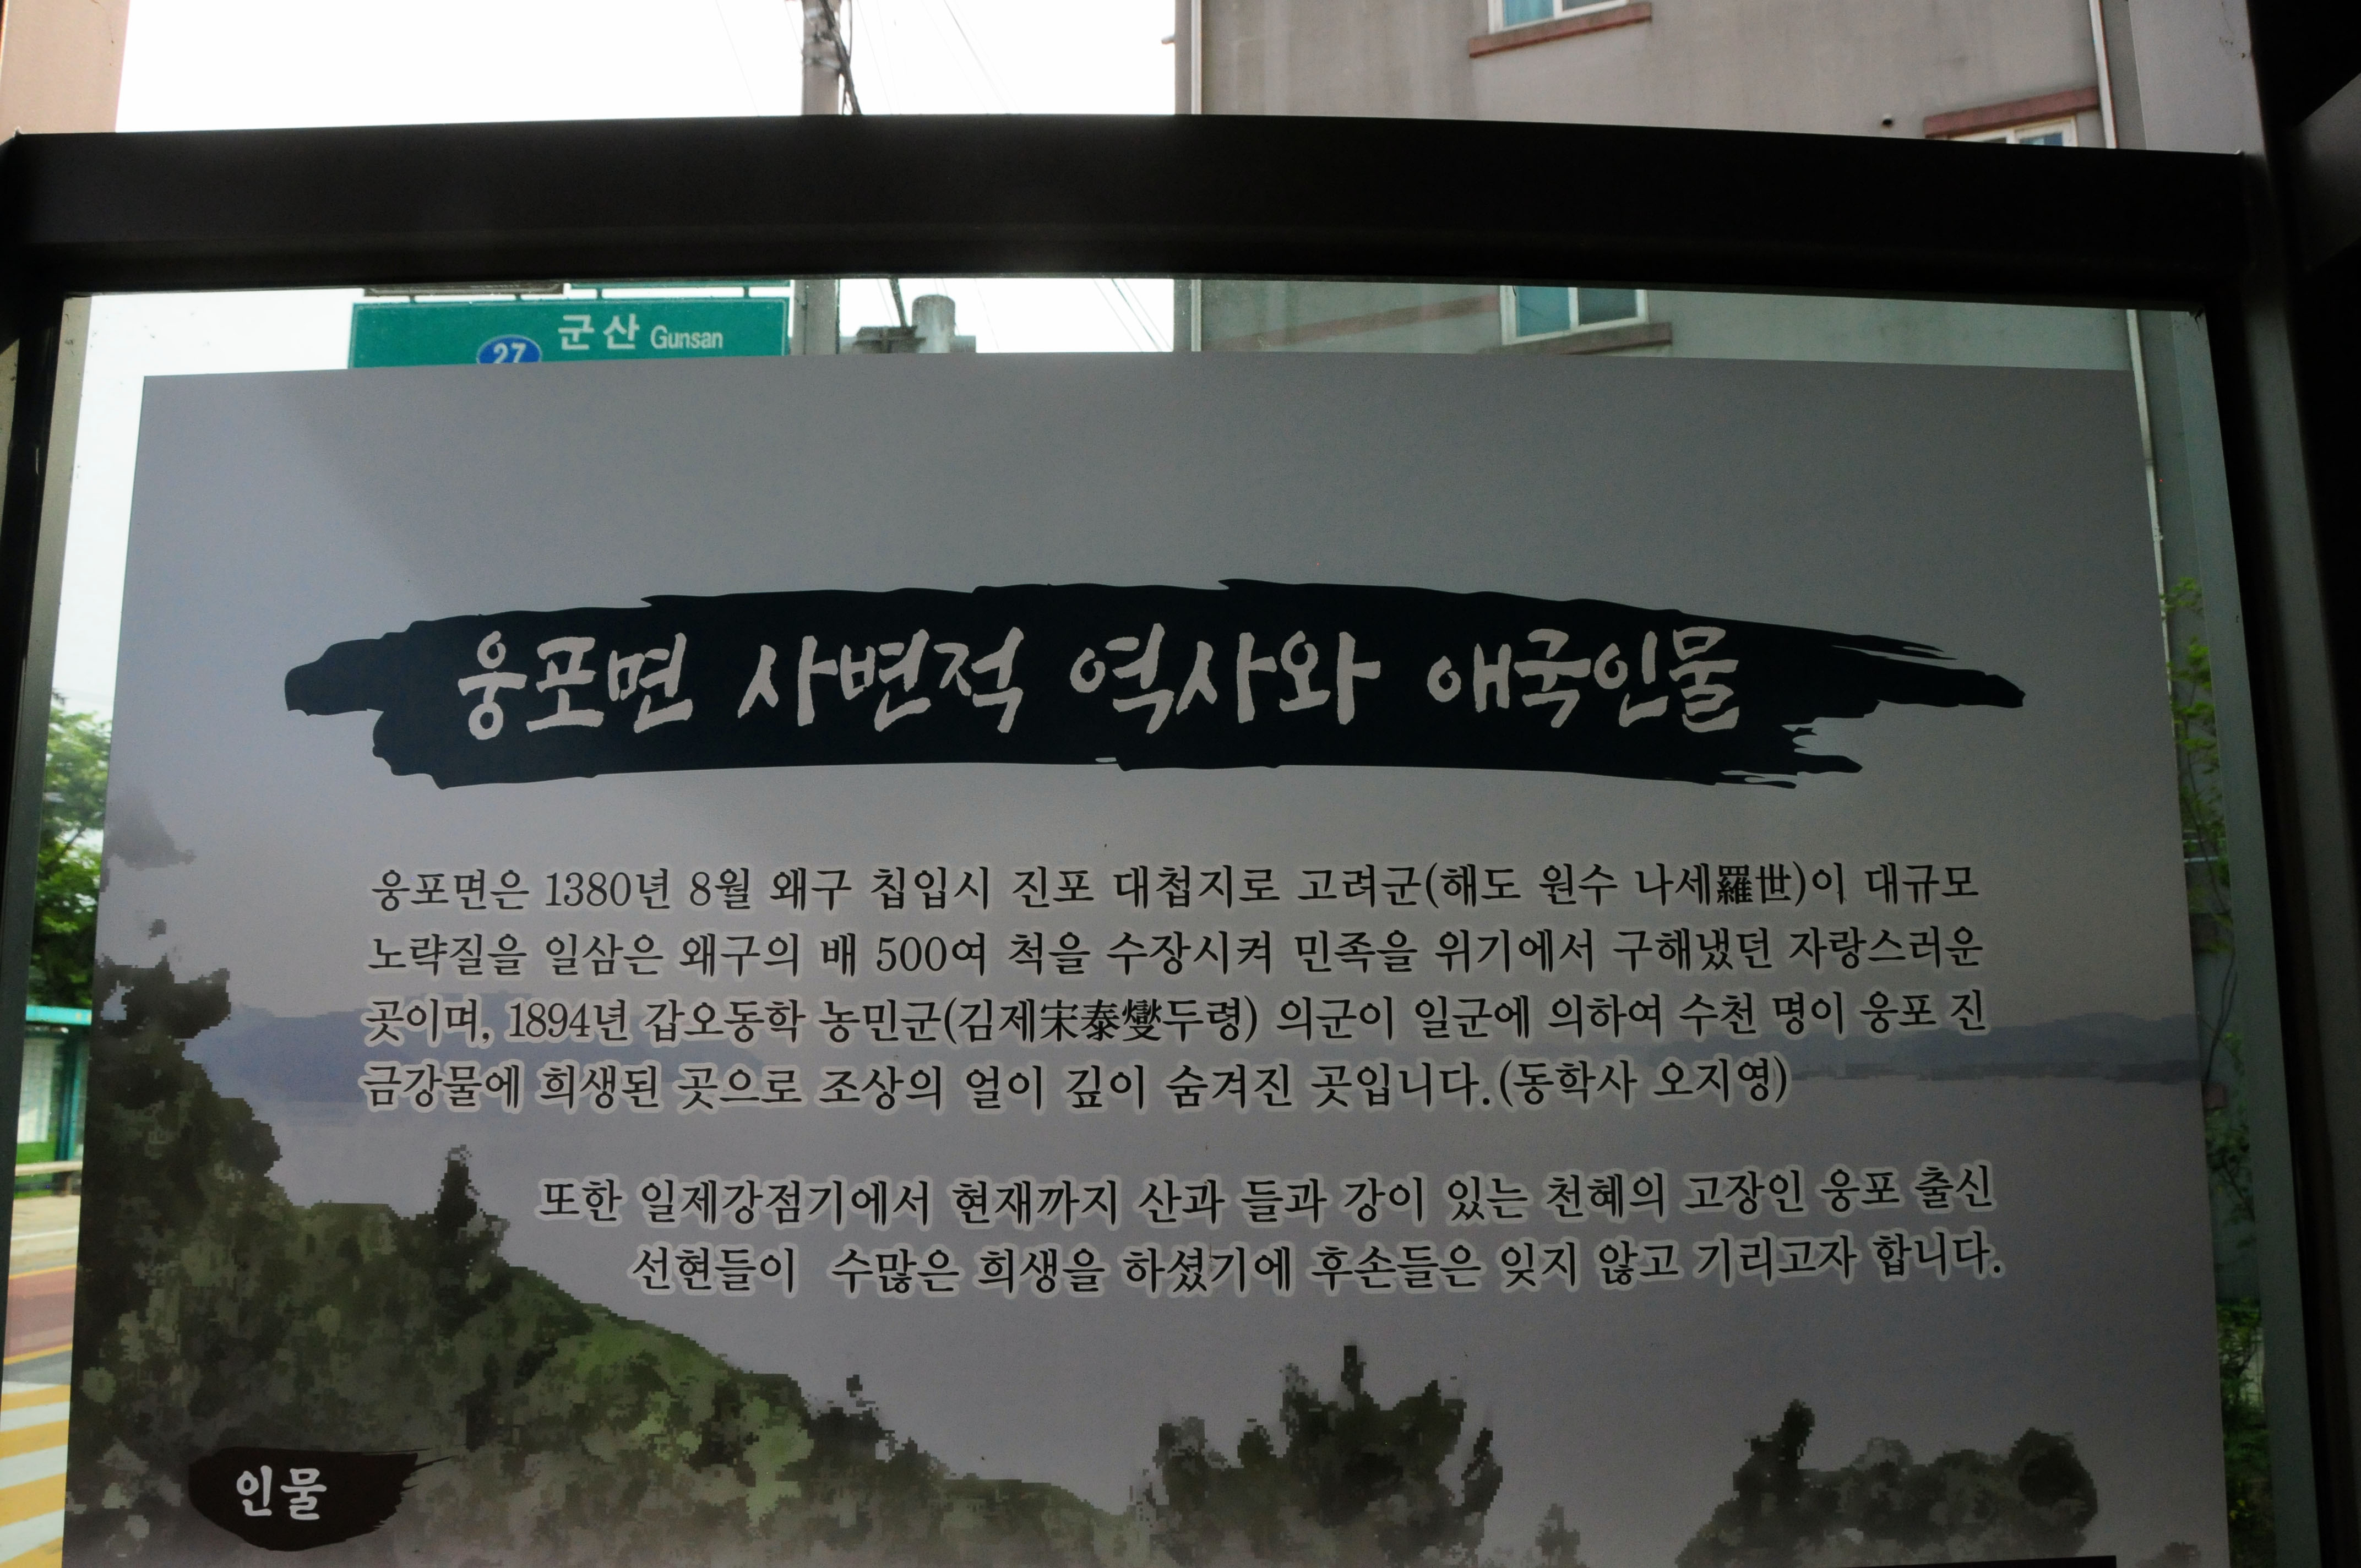 군산 Gunsan
27
웅포면 사변적 역사와 애국인물
웅포면은 1380년 8월 왜구 칩입시 진포 대첩지로 고려군(해도 원수 나세羅世)이 대규모
노략질을 일삼은 왜구의 배 500여 척을 수장시켜 민족을 위기에서 구해냈던 자랑스러운
곳이며, 1894년 갑오동학 농민군(김제宋泰燮두령) 의군이 일군에 의하여 수천 명이 웅포 진
금강물에 희생된 곳으로 조상의 얼이 깊이 숨겨진 곳입니다.(동학사 오지영)
또한 일제강점기에서 현재까지 산과 들과 강이 있는 천혜의 고장인 웅포 출신
선현들이 수많은 희생을 하셨기에 후손들은 잊지 않고 기리고자 합니다.
인물